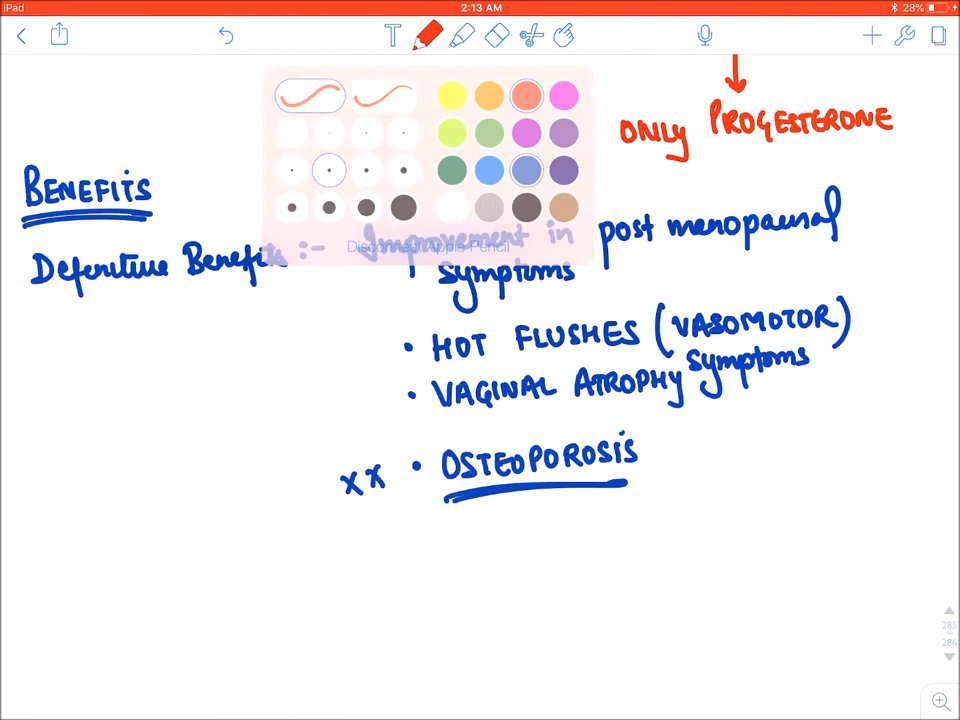 iPad
2:13 AM
28%
T
ONLY PROGESTERONE
BENEFITS
Disconnect Apple Pencil
Defenitive Benefits :- Improvement in post menopausal
symptoms
• HOT FLUSHES (VASOMOTOR)
symptoms
• VAGINAL ATROPHY
xx • OSTEOPOROSIS
285
286